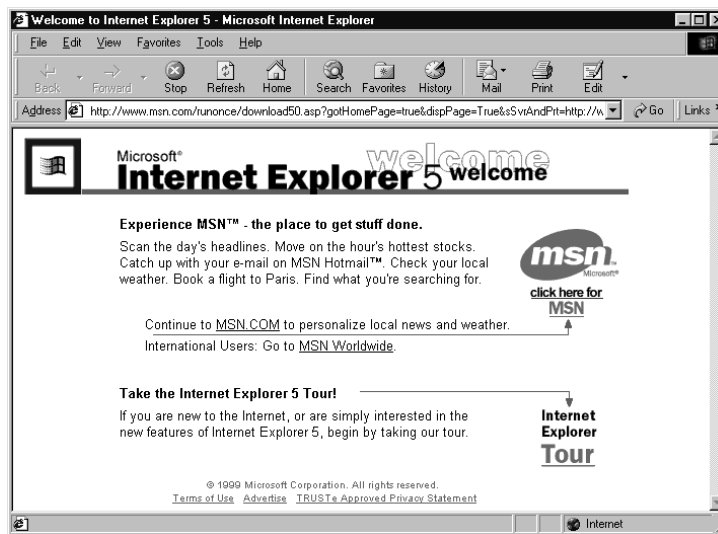 Welcome to Internet Explorer 5 - Microsoft Internet Explorer
File Edit View Favorites Tools Help
Back Forward Stop Refresh Home Search Favorites History Mail Print Edit
Address http://www.msn.com/runonce/download50.asp?gotHomePage=true&dispPage=True&sSvrAndPrt=http://w Go Links
welcome
Microsoft®
Internet Explorer 5 welcome
Experience MSN™ - the place to get stuff done.
Scan the day's headlines. Move on the hour's hottest stocks.
Catch up with your e-mail on MSN Hotmail™. Check your local
weather. Book a flight to Paris. Find what you're searching for.
msn™
Microsoft®
click here for
MSN
Continue to MSN.COM to personalize local news and weather.
International Users: Go to MSN Worldwide.
Take the Internet Explorer 5 Tour!
If you are new to the Internet, or are simply interested in the
new features of Internet Explorer 5, begin by taking our tour.
Internet
Explorer
Tour
© 1999 Microsoft Corporation. All rights reserved.
Terms of Use Advertise TRUSTe Approved Privacy Statement
Internet